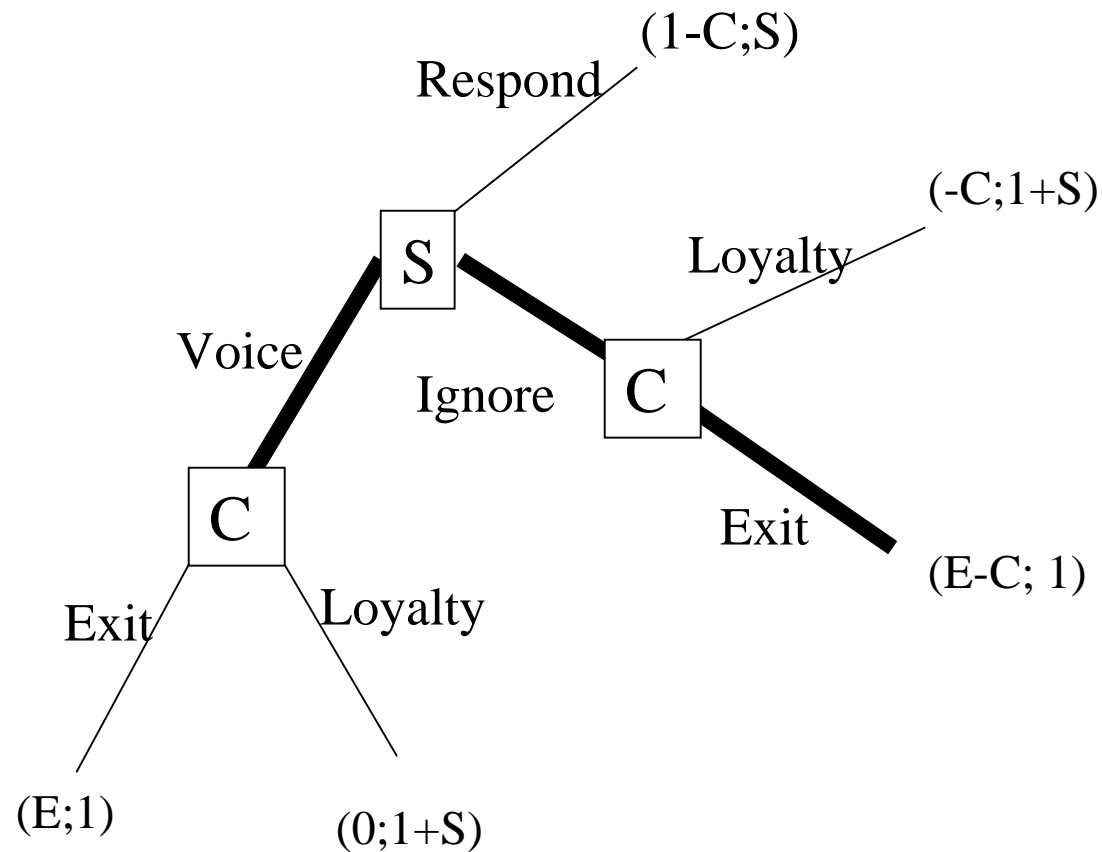 (1-C;S)
Respond
(-C;1+S)
Loyalty
S
Voice
Ignore
C
C
Exit
(E-C; 1)
Exit
Loyalty
(E;1)
(0;1+S)